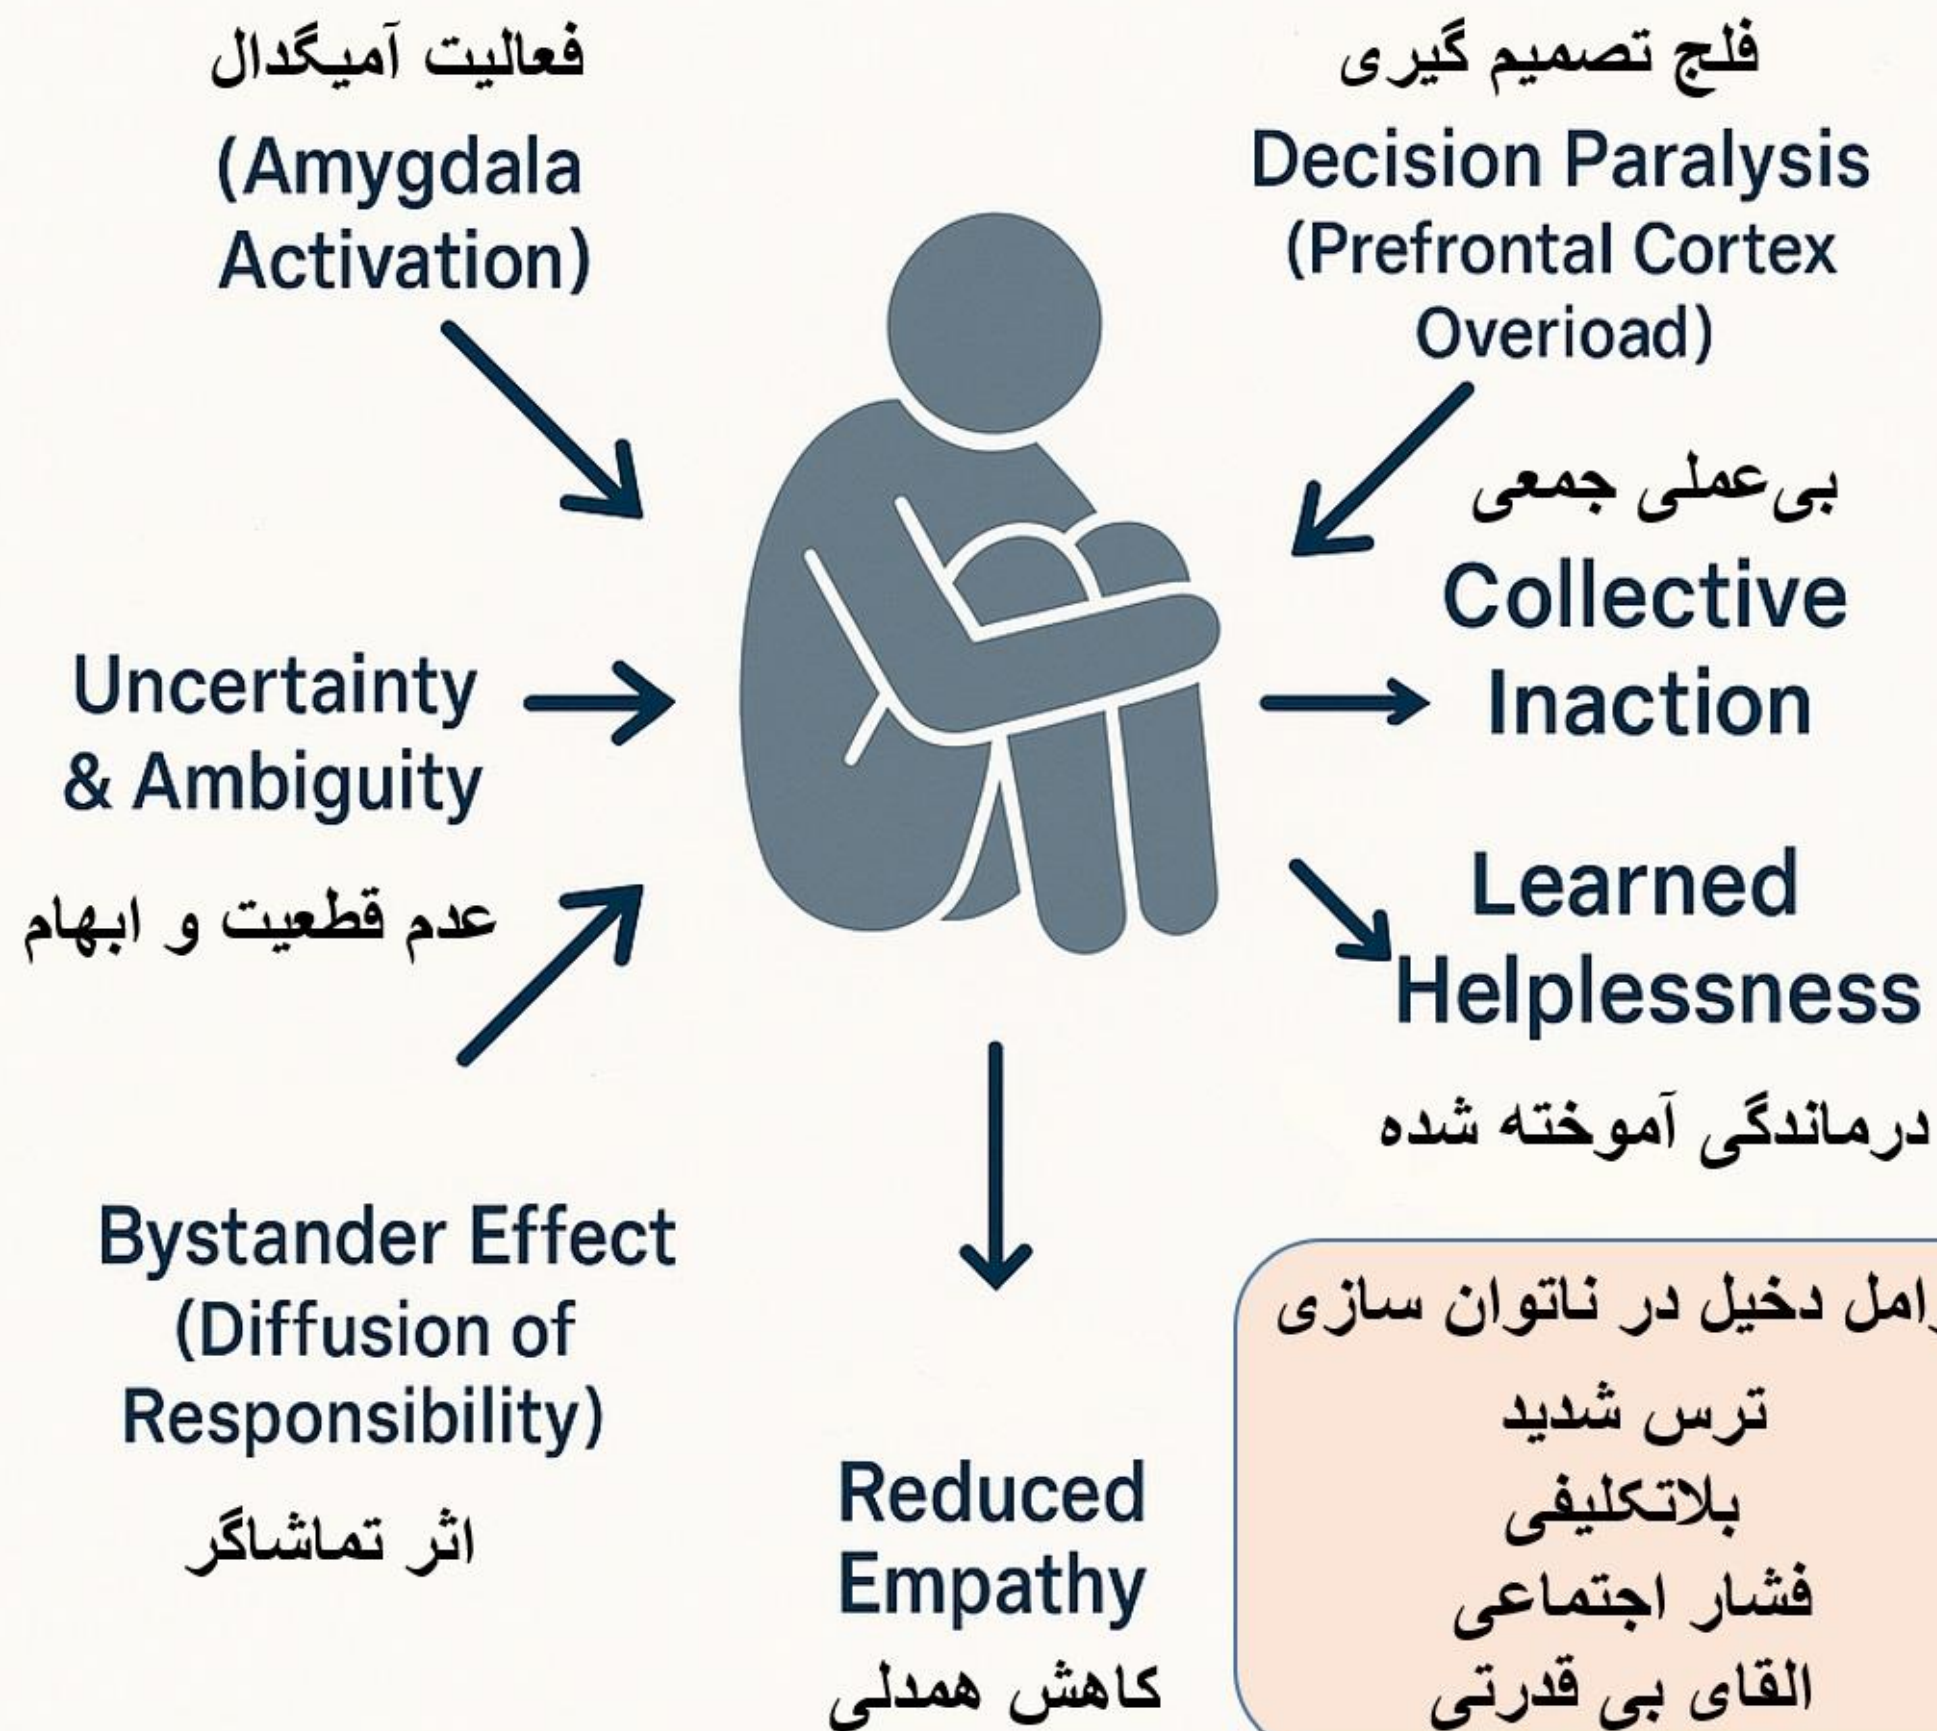 فعالیت آمیگدال
(Amygdala
Activation)
فلج تصمیم گیری
Decision Paralysis
(Prefrontal Cortex
Overioad)
بی‌عملی جمعی
Collective
Inaction
Uncertainty
& Ambiguity
عدم قطعیت و ابهام
Learned
Helplessness
درماندگی آموخته شده
Bystander Effect
(Diffusion of
Responsibility)
اثر تماشاگر
Reduced
Empathy
کاهش همدلی
دخیل در ناتوان سازی
ترس شدید
بلاتکلیفی
فشار اجتماعی
القای بی قدرتی